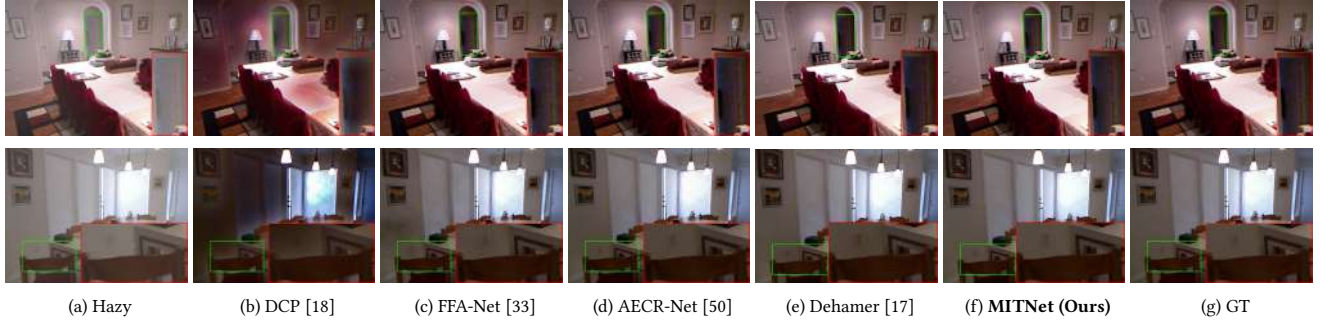 (a) Hazy
(b) DCP [18]
(c) FFA-Net [33]
(d) AECR-Net [50]
(e) Dehamer [17]
(f) MITNet (Ours)
(g) GT